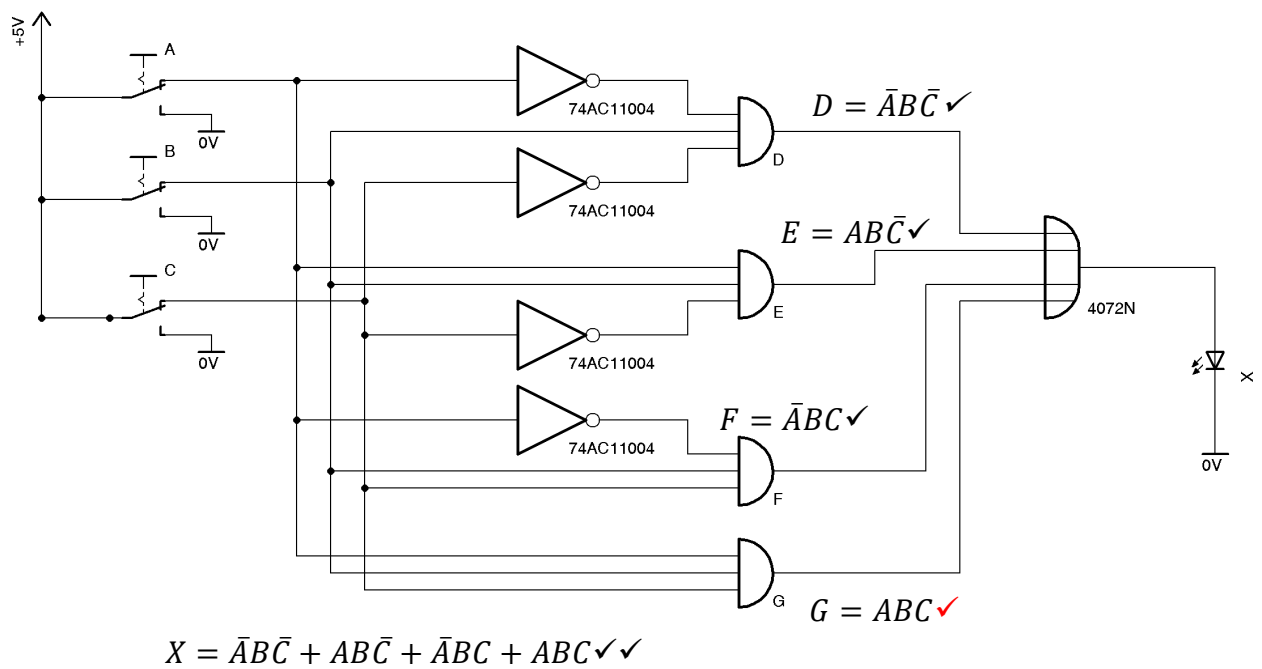 +5V
A
0V
B
0V
C
0V
74AC11004
D = ĀBC̄ ✓
D
74AC11004
E = ABC̄ ✓
E
74AC11004
4072N
X
0V
F = ĀBC ✓
74AC11004
F
G
G = ABC ✓
X = ĀBC̄ + ABC̄ + ĀBC + ABC ✓✓